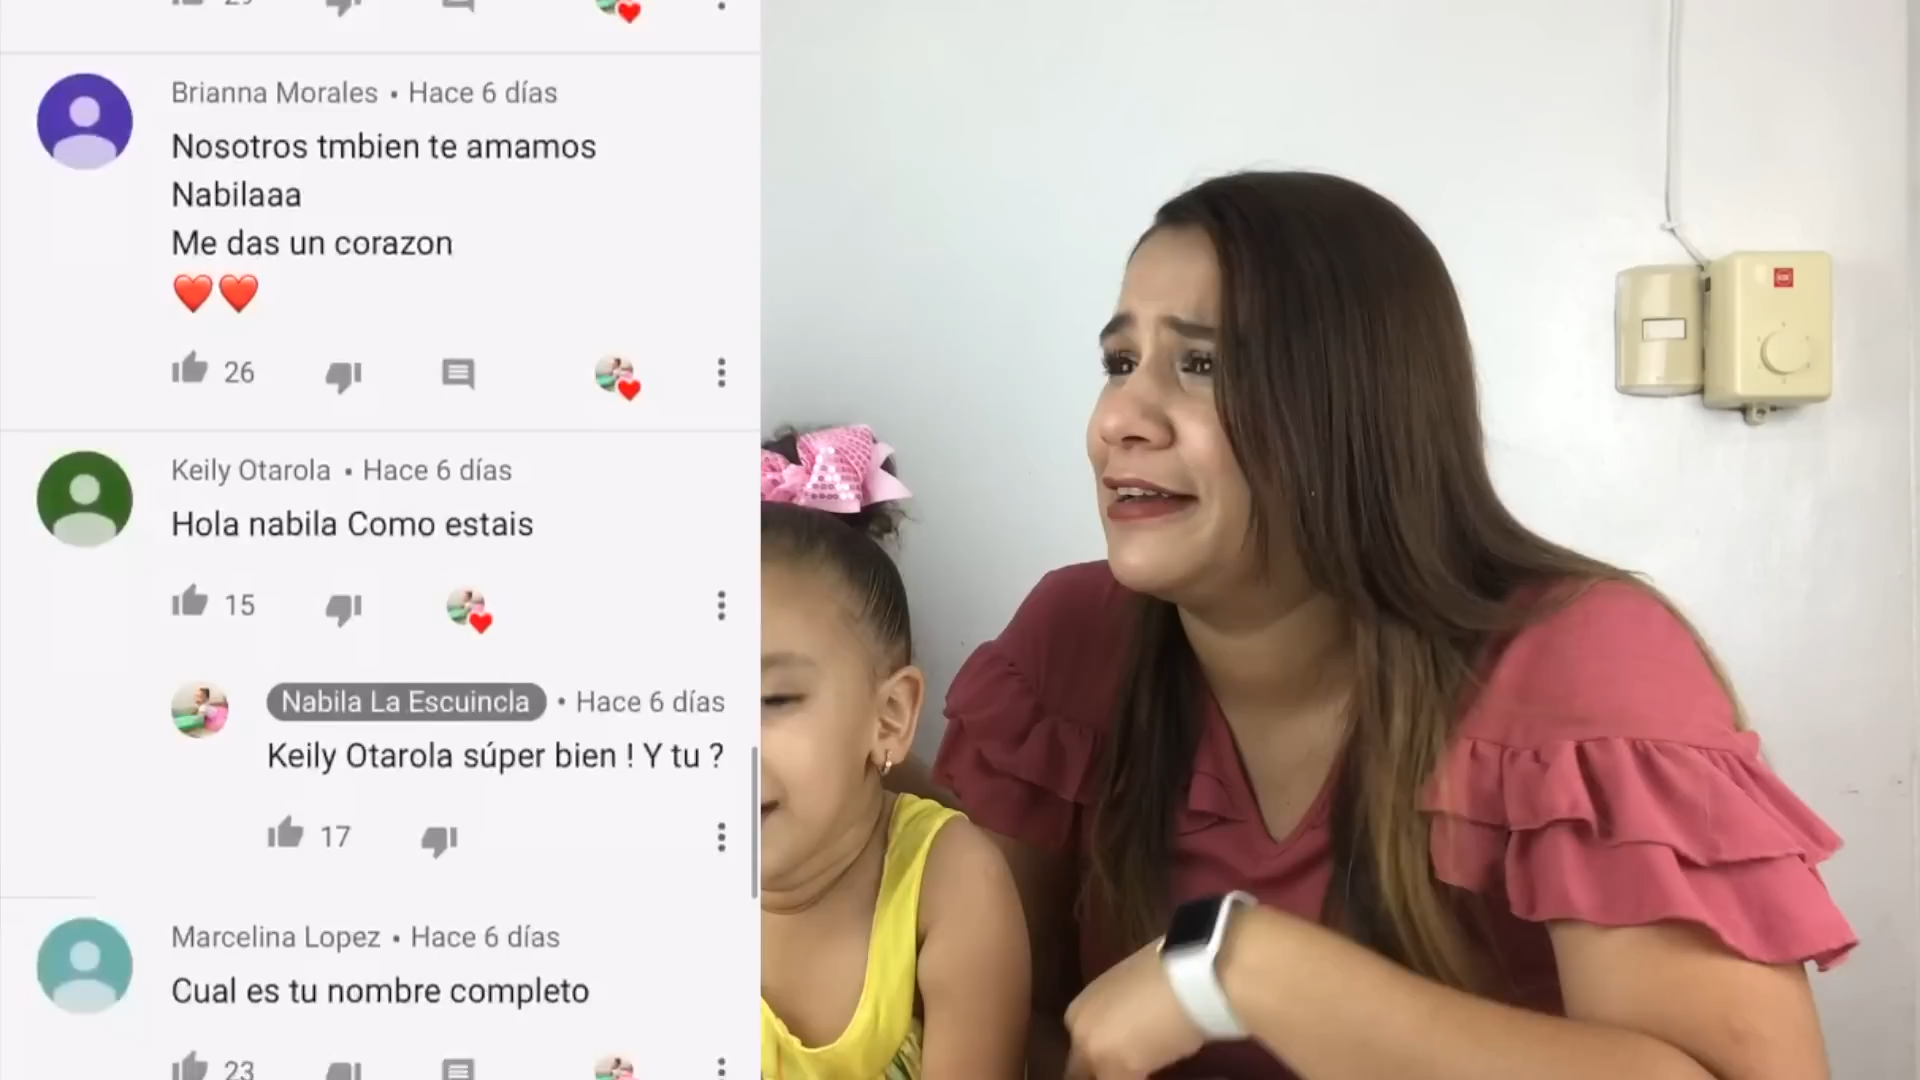 29
Brianna Morales • Hace 6 días
Nosotros tmbien te amamos
Nabilaaa
Me das un corazon
❤️❤️
26
Keily Otarola • Hace 6 días
Hola nabila Como estais
15
Nabila La Escuincla • Hace 6 días
Keily Otarola súper bien ! Y tu ?
17
Marcelina Lopez • Hace 6 días
Cual es tu nombre completo
23